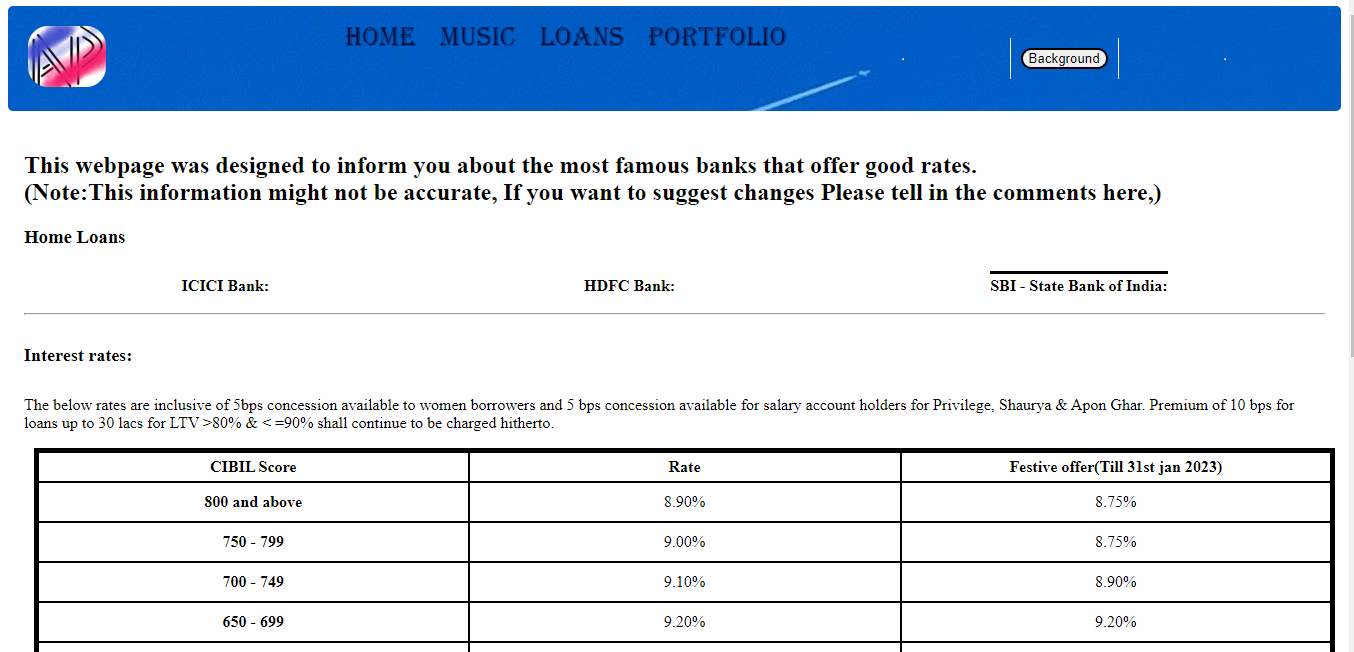 AP
HOME MUSIC LOANS PORTFOLIO
Background
This webpage was designed to inform you about the most famous banks that offer good rates.
(Note:This information might not be accurate, If you want to suggest changes Please tell in the comments here,)
Home Loans
ICICI Bank: HDFC Bank: SBI - State Bank of India:
Interest rates:
The below rates are inclusive of 5bps concession available to women borrowers and 5 bps concession available for salary account holders for Privilege, Shaurya & Apon Ghar. Premium of 10 bps for
loans up to 30 lacs for LTV >80% & < =90% shall continue to be charged hitherto.
CIBIL Score Rate Festive offer(Till 31st jan 2023)
800 and above 8.90% 8.75%
750 - 799 9.00% 8.75%
700 - 749 9.10% 8.90%
650 - 699 9.20% 9.20%